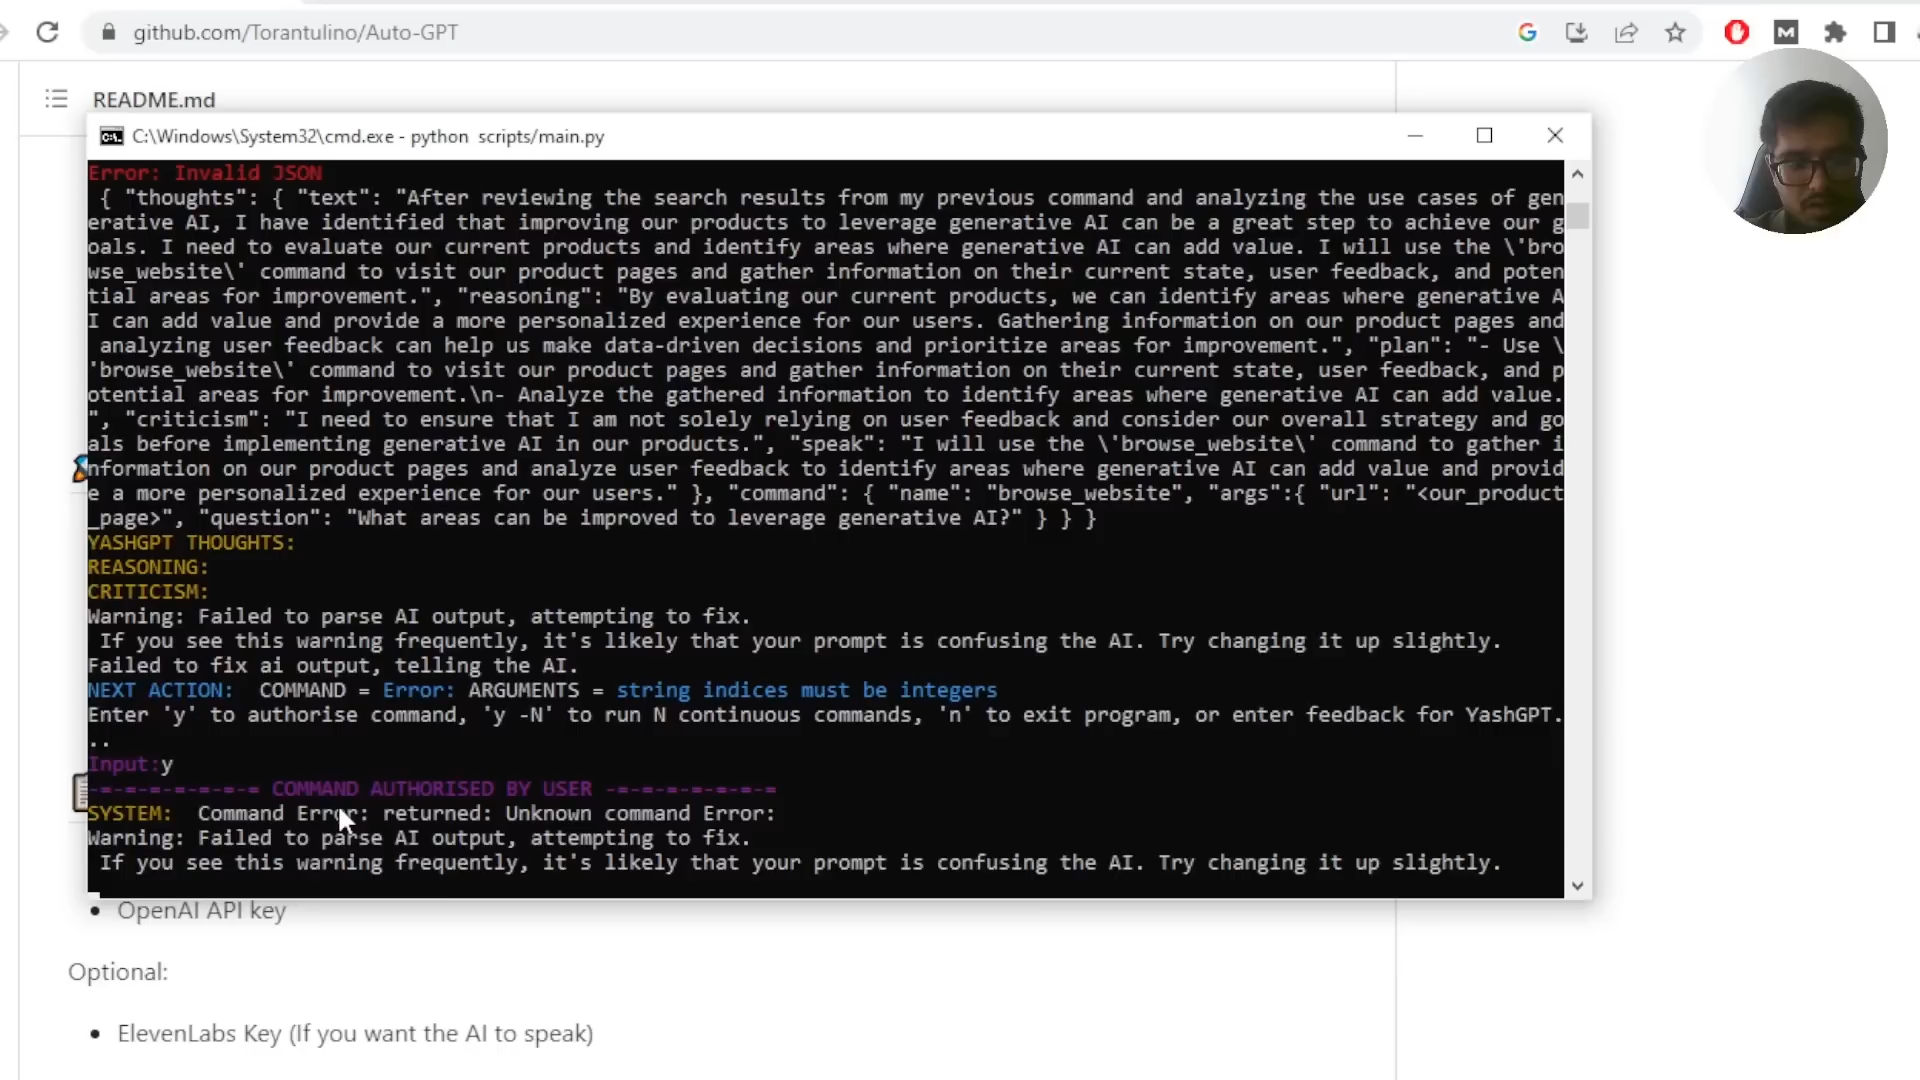 github.com/Torantulino/Auto-GPT
README.md
C:\Windows\System32\cmd.exe - python  scripts/main.py
Error: Invalid JSON
 { "thoughts": { "text": "After reviewing the search results from my previous command and analyzing the use cases of gen
erative AI, I have identified that improving our products to leverage generative AI can be a great step to achieve our g
oals. I need to evaluate our current products and identify areas where generative AI can add value. I will use the \'bro
wse_website\' command to visit our product pages and gather information on their current state, user feedback, and poten
tial areas for improvement.", "reasoning": "By evaluating our current products, we can identify areas where generative A
I can add value and provide a more personalized experience for our users. Gathering information on our product pages and
 analyzing user feedback can help us make data-driven decisions and prioritize areas for improvement.", "plan": "- Use \
'browse_website\' command to visit our product pages and gather information on their current state, user feedback, and p
otential areas for improvement.\n- Analyze the gathered information to identify areas where generative AI can add value.
", "criticism": "I need to ensure that I am not solely relying on user feedback and consider our overall strategy and go
als before implementing generative AI in our products.", "speak": "I will use the \'browse_website\' command to gather i
nformation on our product pages and analyze user feedback to identify areas where generative AI can add value and provid
e a more personalized experience for our users." }, "command": { "name": "browse_website", "args":{ "url": "<our_product
_page>", "question": "What areas can be improved to leverage generative AI?" } } }
YASHGPT THOUGHTS:
REASONING:
CRITICISM:
Warning: Failed to parse AI output, attempting to fix.
 If you see this warning frequently, it's likely that your prompt is confusing the AI. Try changing it up slightly.
Failed to fix ai output, telling the AI.
NEXT ACTION:  COMMAND = Error: ARGUMENTS = string indices must be integers
Enter 'y' to authorise command, 'y -N' to run N continuous commands, 'n' to exit program, or enter feedback for YashGPT.
..
Input:y
-=-=-=-=-=-=-= COMMAND AUTHORISED BY USER -=-=-=-=-=-=-=
SYSTEM:  Command Error: returned: Unknown command Error:
Warning: Failed to parse AI output, attempting to fix.
 If you see this warning frequently, it's likely that your prompt is confusing the AI. Try changing it up slightly.
OpenAI API key
Optional:
ElevenLabs Key (If you want the AI to speak)